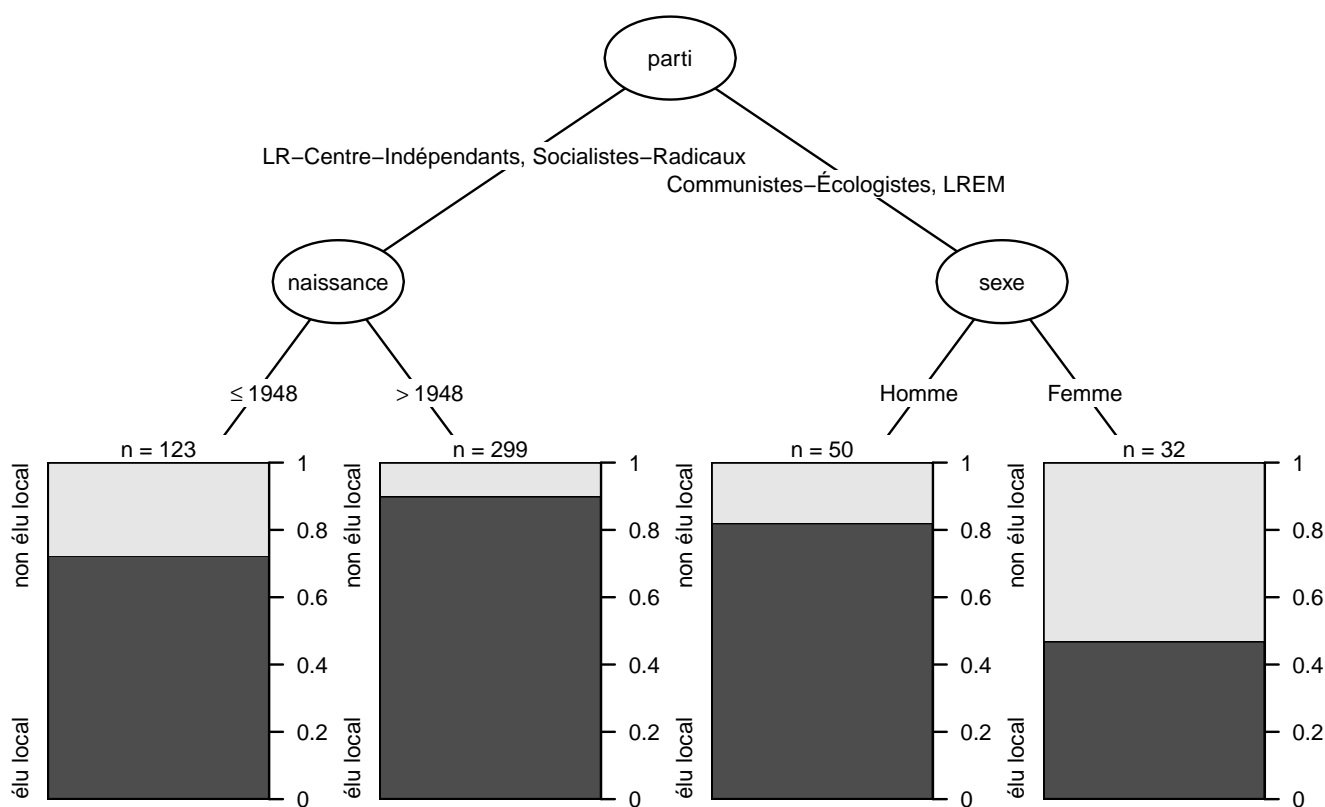 parti
LR−Centre−Indépendants, Socialistes−Radicaux
Communistes−Écologistes, LREM
naissance
sexe
≤ 1948
> 1948
Homme
Femme
n = 123
élu local
non élu local
0
0.2
0.4
0.6
0.8
1
n = 299
élu local
non élu local
0
0.2
0.4
0.6
0.8
1
n = 50
élu local
non élu local
0
0.2
0.4
0.6
0.8
1
n = 32
élu local
non élu local
0
0.2
0.4
0.6
0.8
1